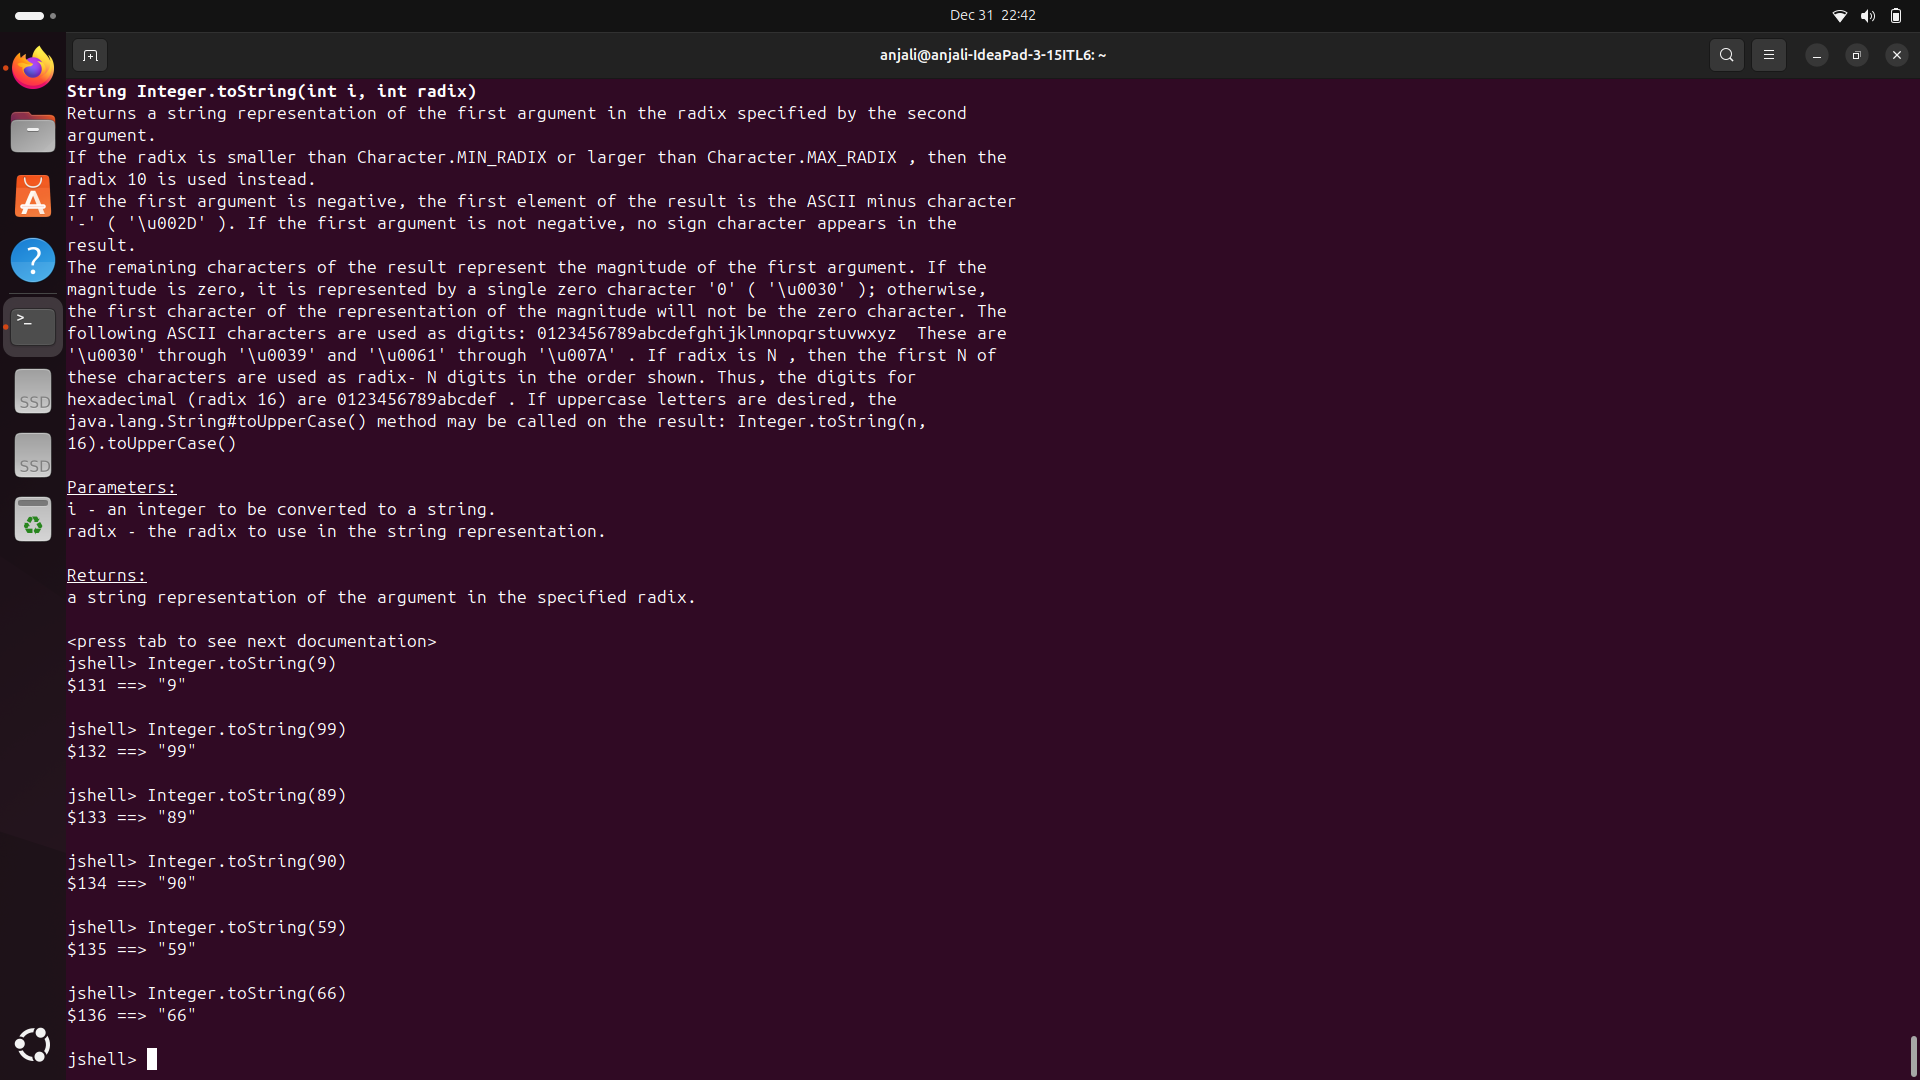 Dec 31 22:42
anjali@anjali-IdeaPad-3-15ITL6: ~
String Integer.toString(int i, int radix)
Returns a string representation of the first argument in the radix specified by the second
argument.
If the radix is smaller than Character.MIN_RADIX or larger than Character.MAX_RADIX , then the
radix 10 is used instead.
If the first argument is negative, the first element of the result is the ASCII minus character
'-' ( '\u002D' ). If the first argument is not negative, no sign character appears in the
result.
The remaining characters of the result represent the magnitude of the first argument. If the
magnitude is zero, it is represented by a single zero character '0' ( '\u0030' ); otherwise,
the first character of the representation of the magnitude will not be the zero character. The
following ASCII characters are used as digits: 0123456789abcdefghijklmnopqrstuvwxyz  These are
'\u0030' through '\u0039' and '\u0061' through '\u007A' . If radix is N , then the first N of
these characters are used as radix- N digits in the order shown. Thus, the digits for
hexadecimal (radix 16) are 0123456789abcdef . If uppercase letters are desired, the
java.lang.String#toUpperCase() method may be called on the result: Integer.toString(n,
16).toUpperCase()
Parameters:
i - an integer to be converted to a string.
radix - the radix to use in the string representation.
Returns:
a string representation of the argument in the specified radix.
<press tab to see next documentation>
jshell> Integer.toString(9)
$131 ==> "9"
jshell> Integer.toString(99)
$132 ==> "99"
jshell> Integer.toString(89)
$133 ==> "89"
jshell> Integer.toString(90)
$134 ==> "90"
jshell> Integer.toString(59)
$135 ==> "59"
jshell> Integer.toString(66)
$136 ==> "66"
jshell>
SSD
SSD